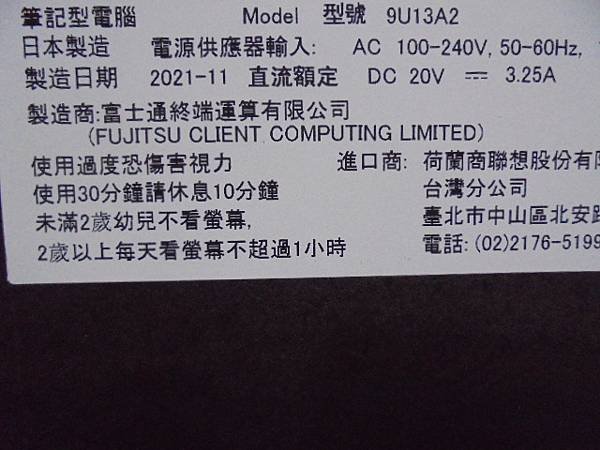 筆記型電腦 Model 型號 9U13A2
日本製造 電源供應器輸入: AC 100-240V, 50-60Hz,
製造日期 2021-11 直流額定 DC 20V ⎓ 3.25A
製造商:富士通終端運算有限公司
(FUJITSU CLIENT COMPUTING LIMITED)
使用過度恐傷害視力 進口商: 荷蘭商聯想股份有限
使用30分鐘請休息10分鐘 台灣分公司
未滿2歲幼兒不看螢幕, 臺北市中山區北安路
2歲以上每天看螢幕不超過1小時 電話: (02)2176-5199